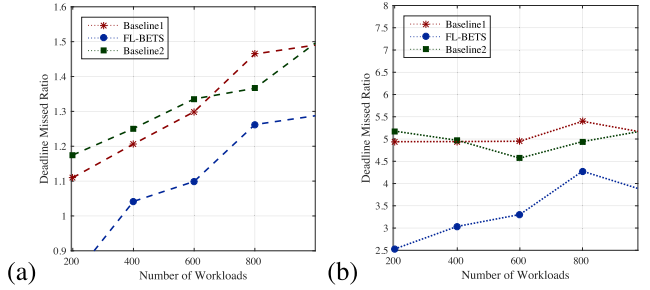 Baseline1
FL-BETS
Baseline2
1.6
1.5
1.4
1.3
1.2
1.1
1
0.9
Deadline Missed Ratio
200 400 600 800
Number of Workloads
(a)
Baseline1
FL-BETS
Baseline2
8
7.5
7
6.5
6
5.5
5
4.5
4
3.5
3
2.5
Deadline Missed Ratio
200 400 600 800
Number of Workloads
(b)